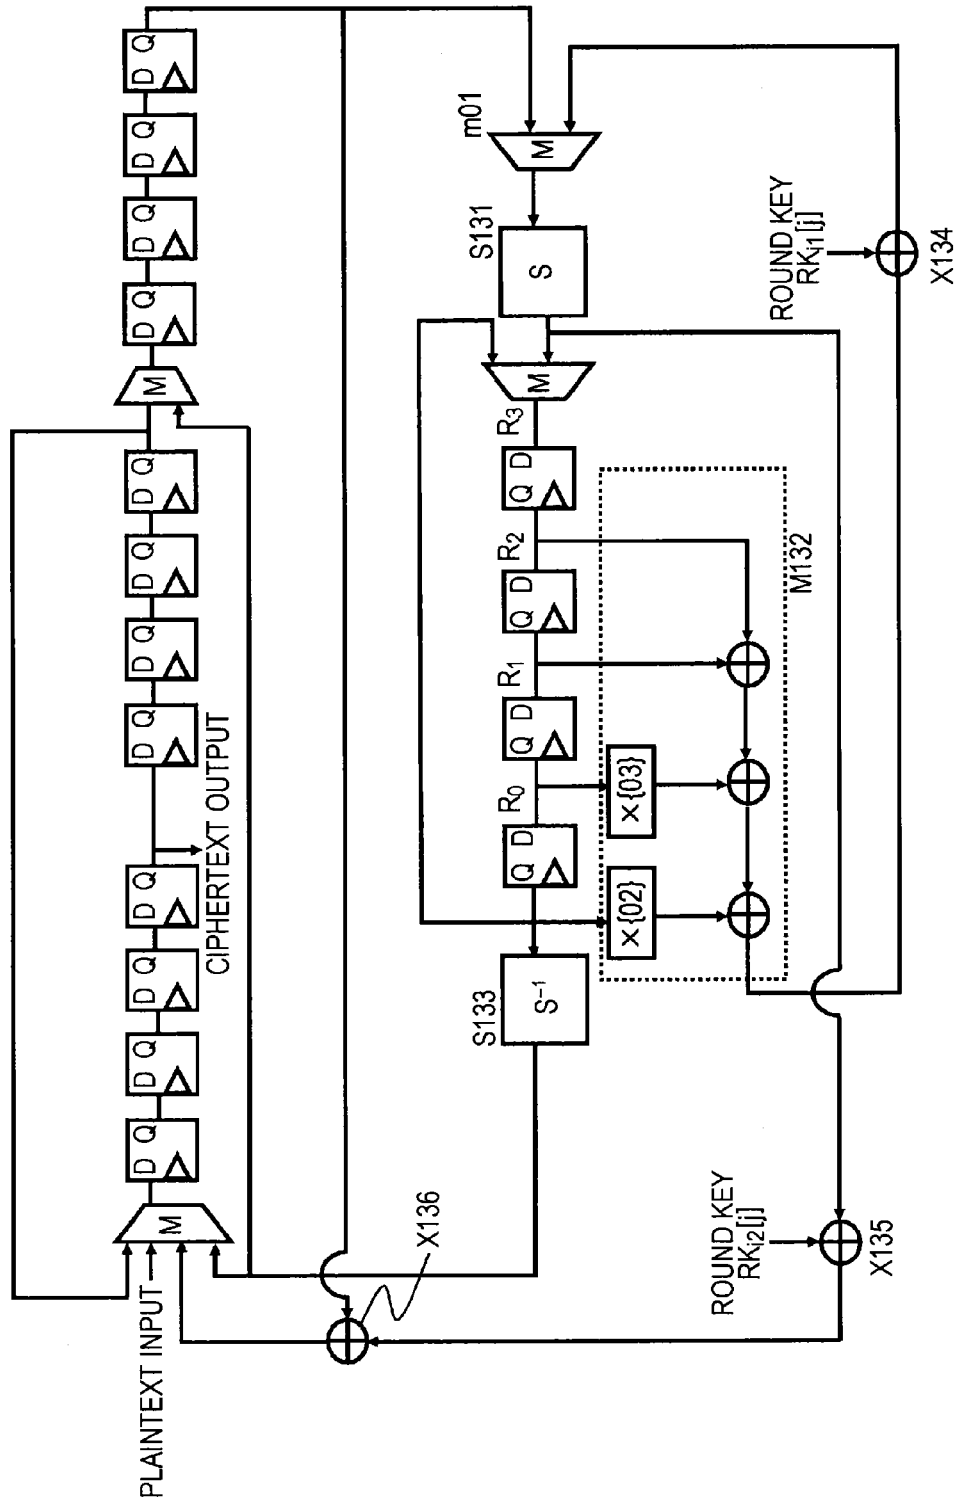 PLAINTEXT INPUT
M
D Q
D Q
D Q
D Q
CIPHERTEXT OUTPUT
D Q
D Q
D Q
D Q
M
D Q
D Q
D Q
D Q
X136
S133
S⁻¹
Q D
R₀
Q D
R₁
Q D
R₂
Q D
R₃
M
S131
S
m01
M
×{02}
×{03}
M132
ROUND KEY
RKi2[j]
X135
ROUND KEY
RKi1[j]
X134